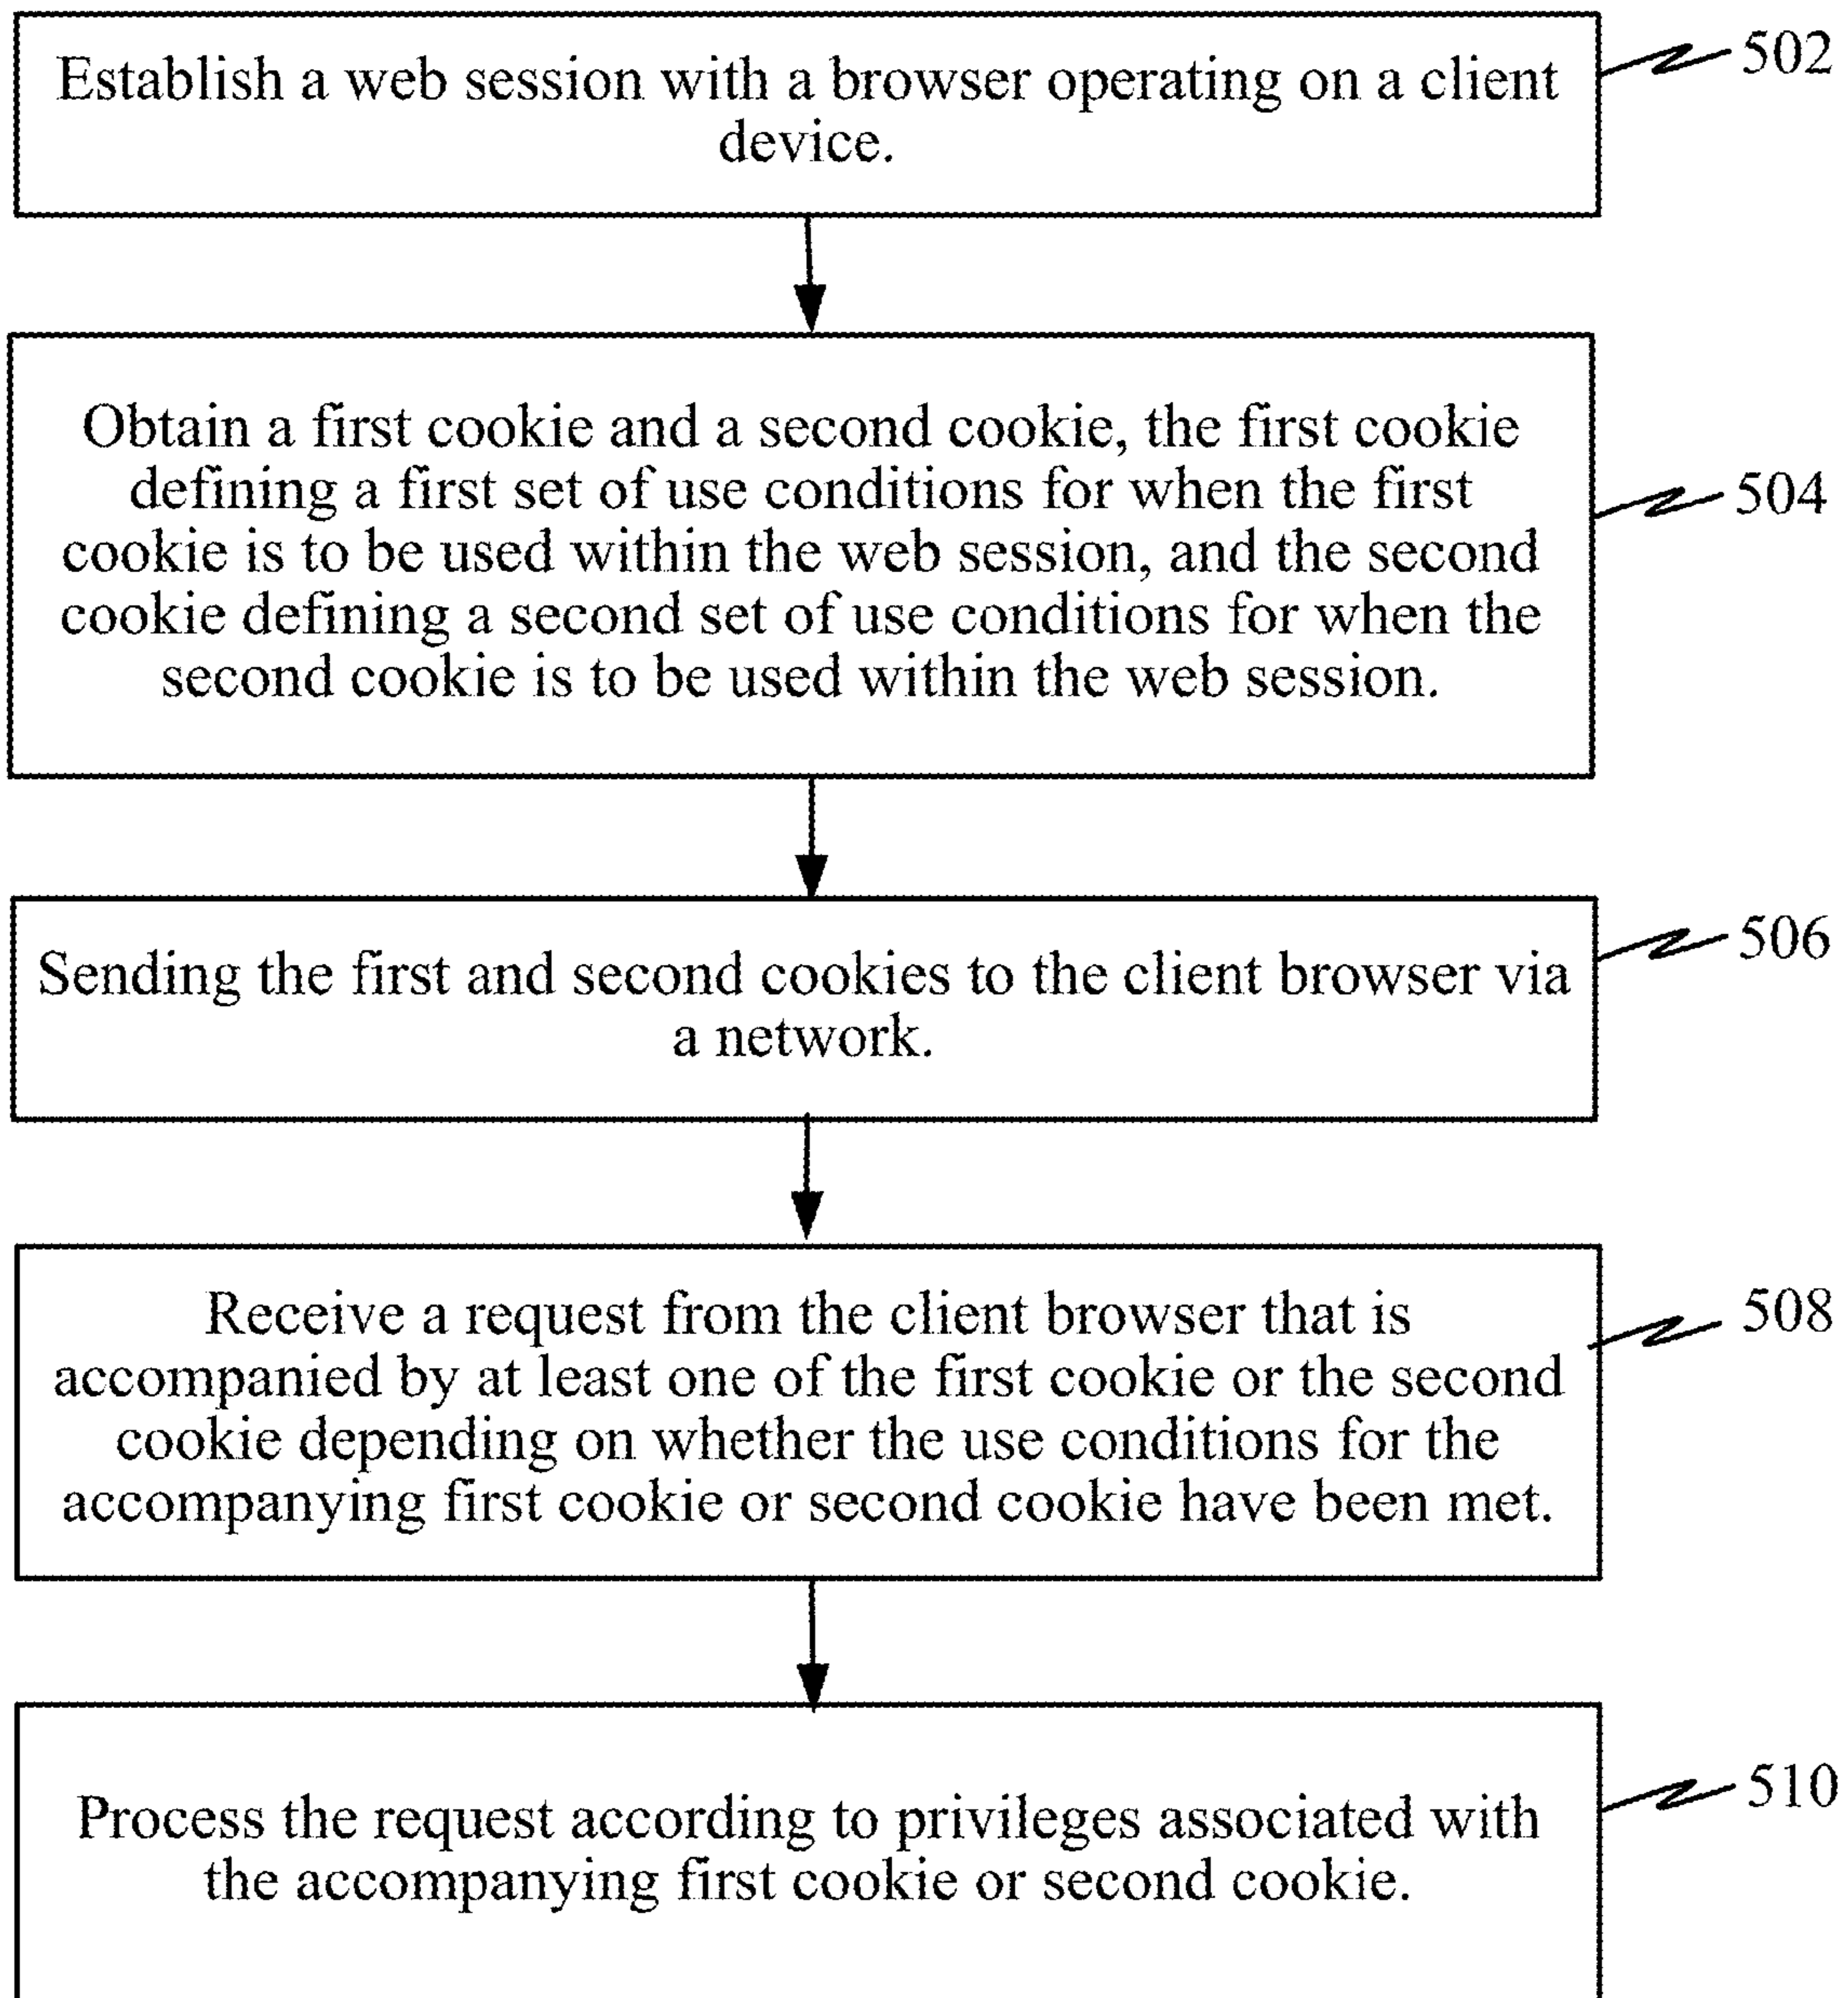 Establish a web session with a browser operating on a client
device.
502
Obtain a first cookie and a second cookie, the first cookie
defining a first set of use conditions for when the first
cookie is to be used within the web session, and the second
cookie defining a second set of use conditions for when the
second cookie is to be used within the web session.
504
Sending the first and second cookies to the client browser via
a network.
506
Receive a request from the client browser that is
accompanied by at least one of the first cookie or the second
cookie depending on whether the use conditions for the
accompanying first cookie or second cookie have been met.
508
Process the request according to privileges associated with
the accompanying first cookie or second cookie.
510